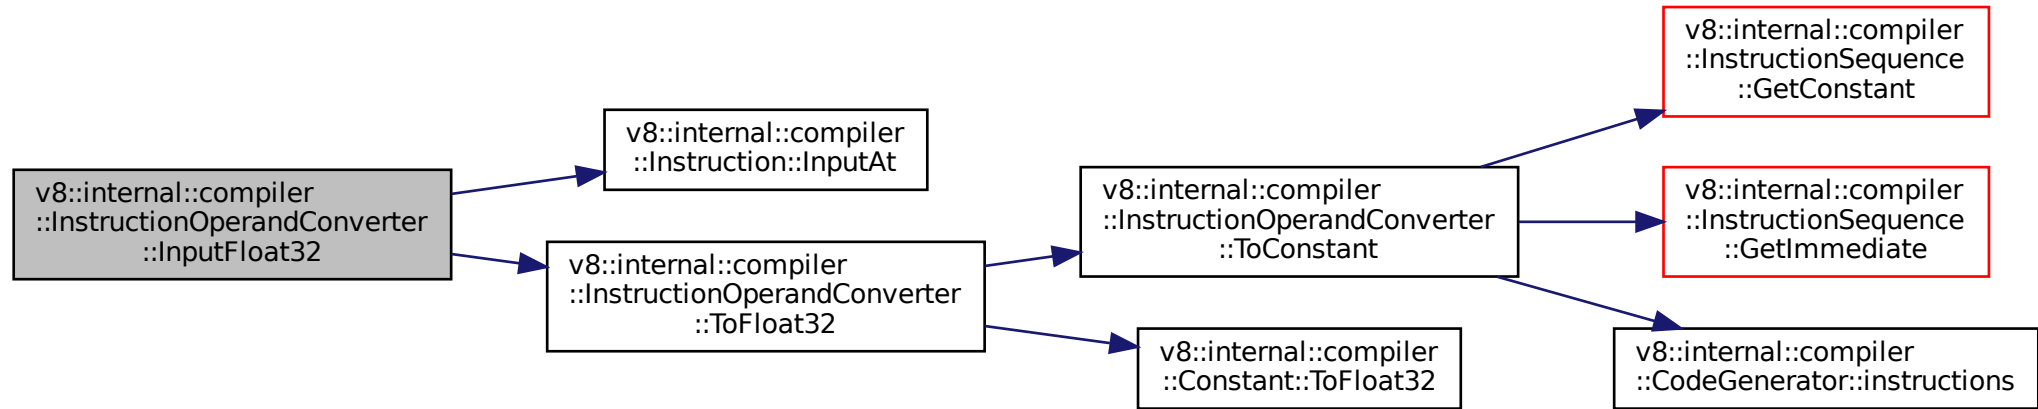 v8::internal::compiler
::InstructionOperandConverter
::InputFloat32
v8::internal::compiler
::Instruction::InputAt
v8::internal::compiler
::InstructionOperandConverter
::ToFloat32
v8::internal::compiler
::InstructionOperandConverter
::ToConstant
v8::internal::compiler
::Constant::ToFloat32
v8::internal::compiler
::InstructionSequence
::GetConstant
v8::internal::compiler
::InstructionSequence
::GetImmediate
v8::internal::compiler
::CodeGenerator::instructions